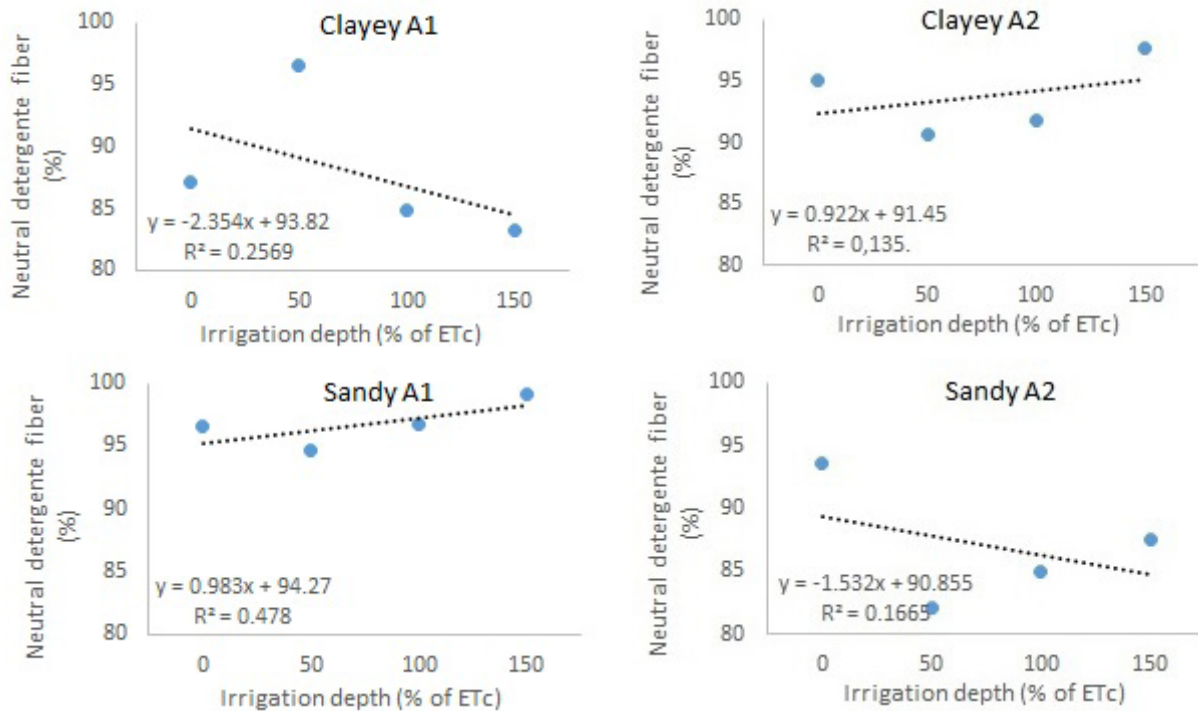 Clayey A1
Neutral detergente fiber
(%)
100
95
90
85
80
y = -2.354x + 93.82
R² = 0.2569
0 50 100 150
Irrigation depth (% of ETc)
Clayey A2
Neutral detergente fiber
(%)
100
95
90
85
80
y = 0.922x + 91.45
R² = 0,135.
0 50 100 150
Irrigation depth (% of ETc)
Sandy A1
Neutral detergente fiber
(%)
100
95
90
85
80
y = 0.983x + 94.27
R² = 0.478
0 50 100 150
Irrigation depth (% of ETc)
Sandy A2
Neutral detergente fiber
(%)
100
95
90
85
80
y = -1.532x + 90.855
R² = 0.1665
0 50 100 150
Irrigation depth (% of ETc)